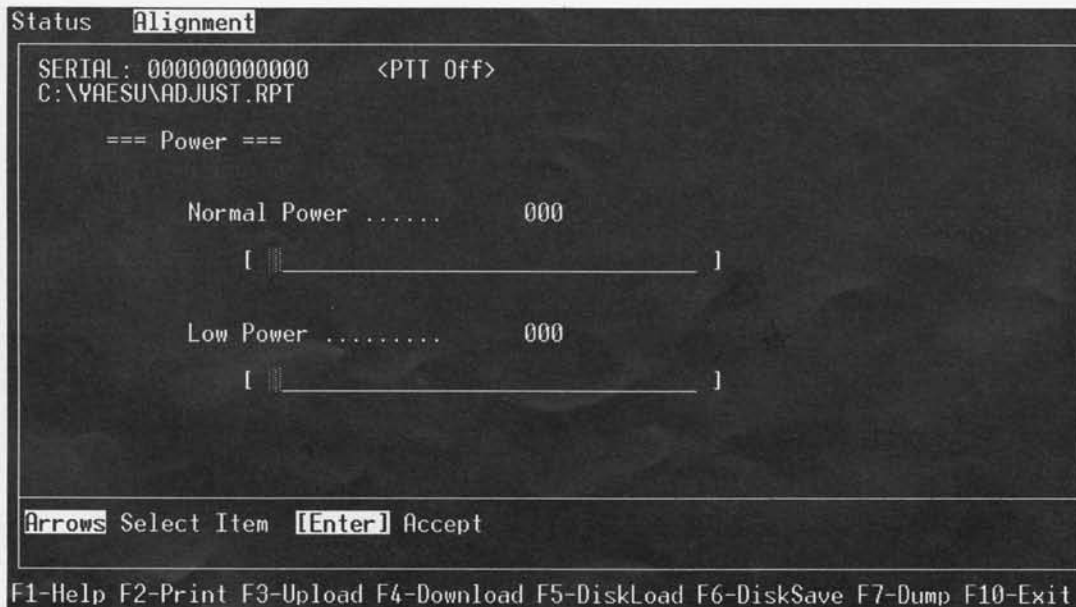 Status Alignment
SERIAL: 000000000000 <PTT Off>
C:\YAESU\ADJUST.RPT
=== Power ===
Normal Power ...... 000
[ ]
Low Power ......... 000
[ ]
Arrows Select Item [Enter] Accept
F1-Help F2-Print F3-Upload F4-Download F5-DiskLoad F6-DiskSave F7-Dump F10-Exit